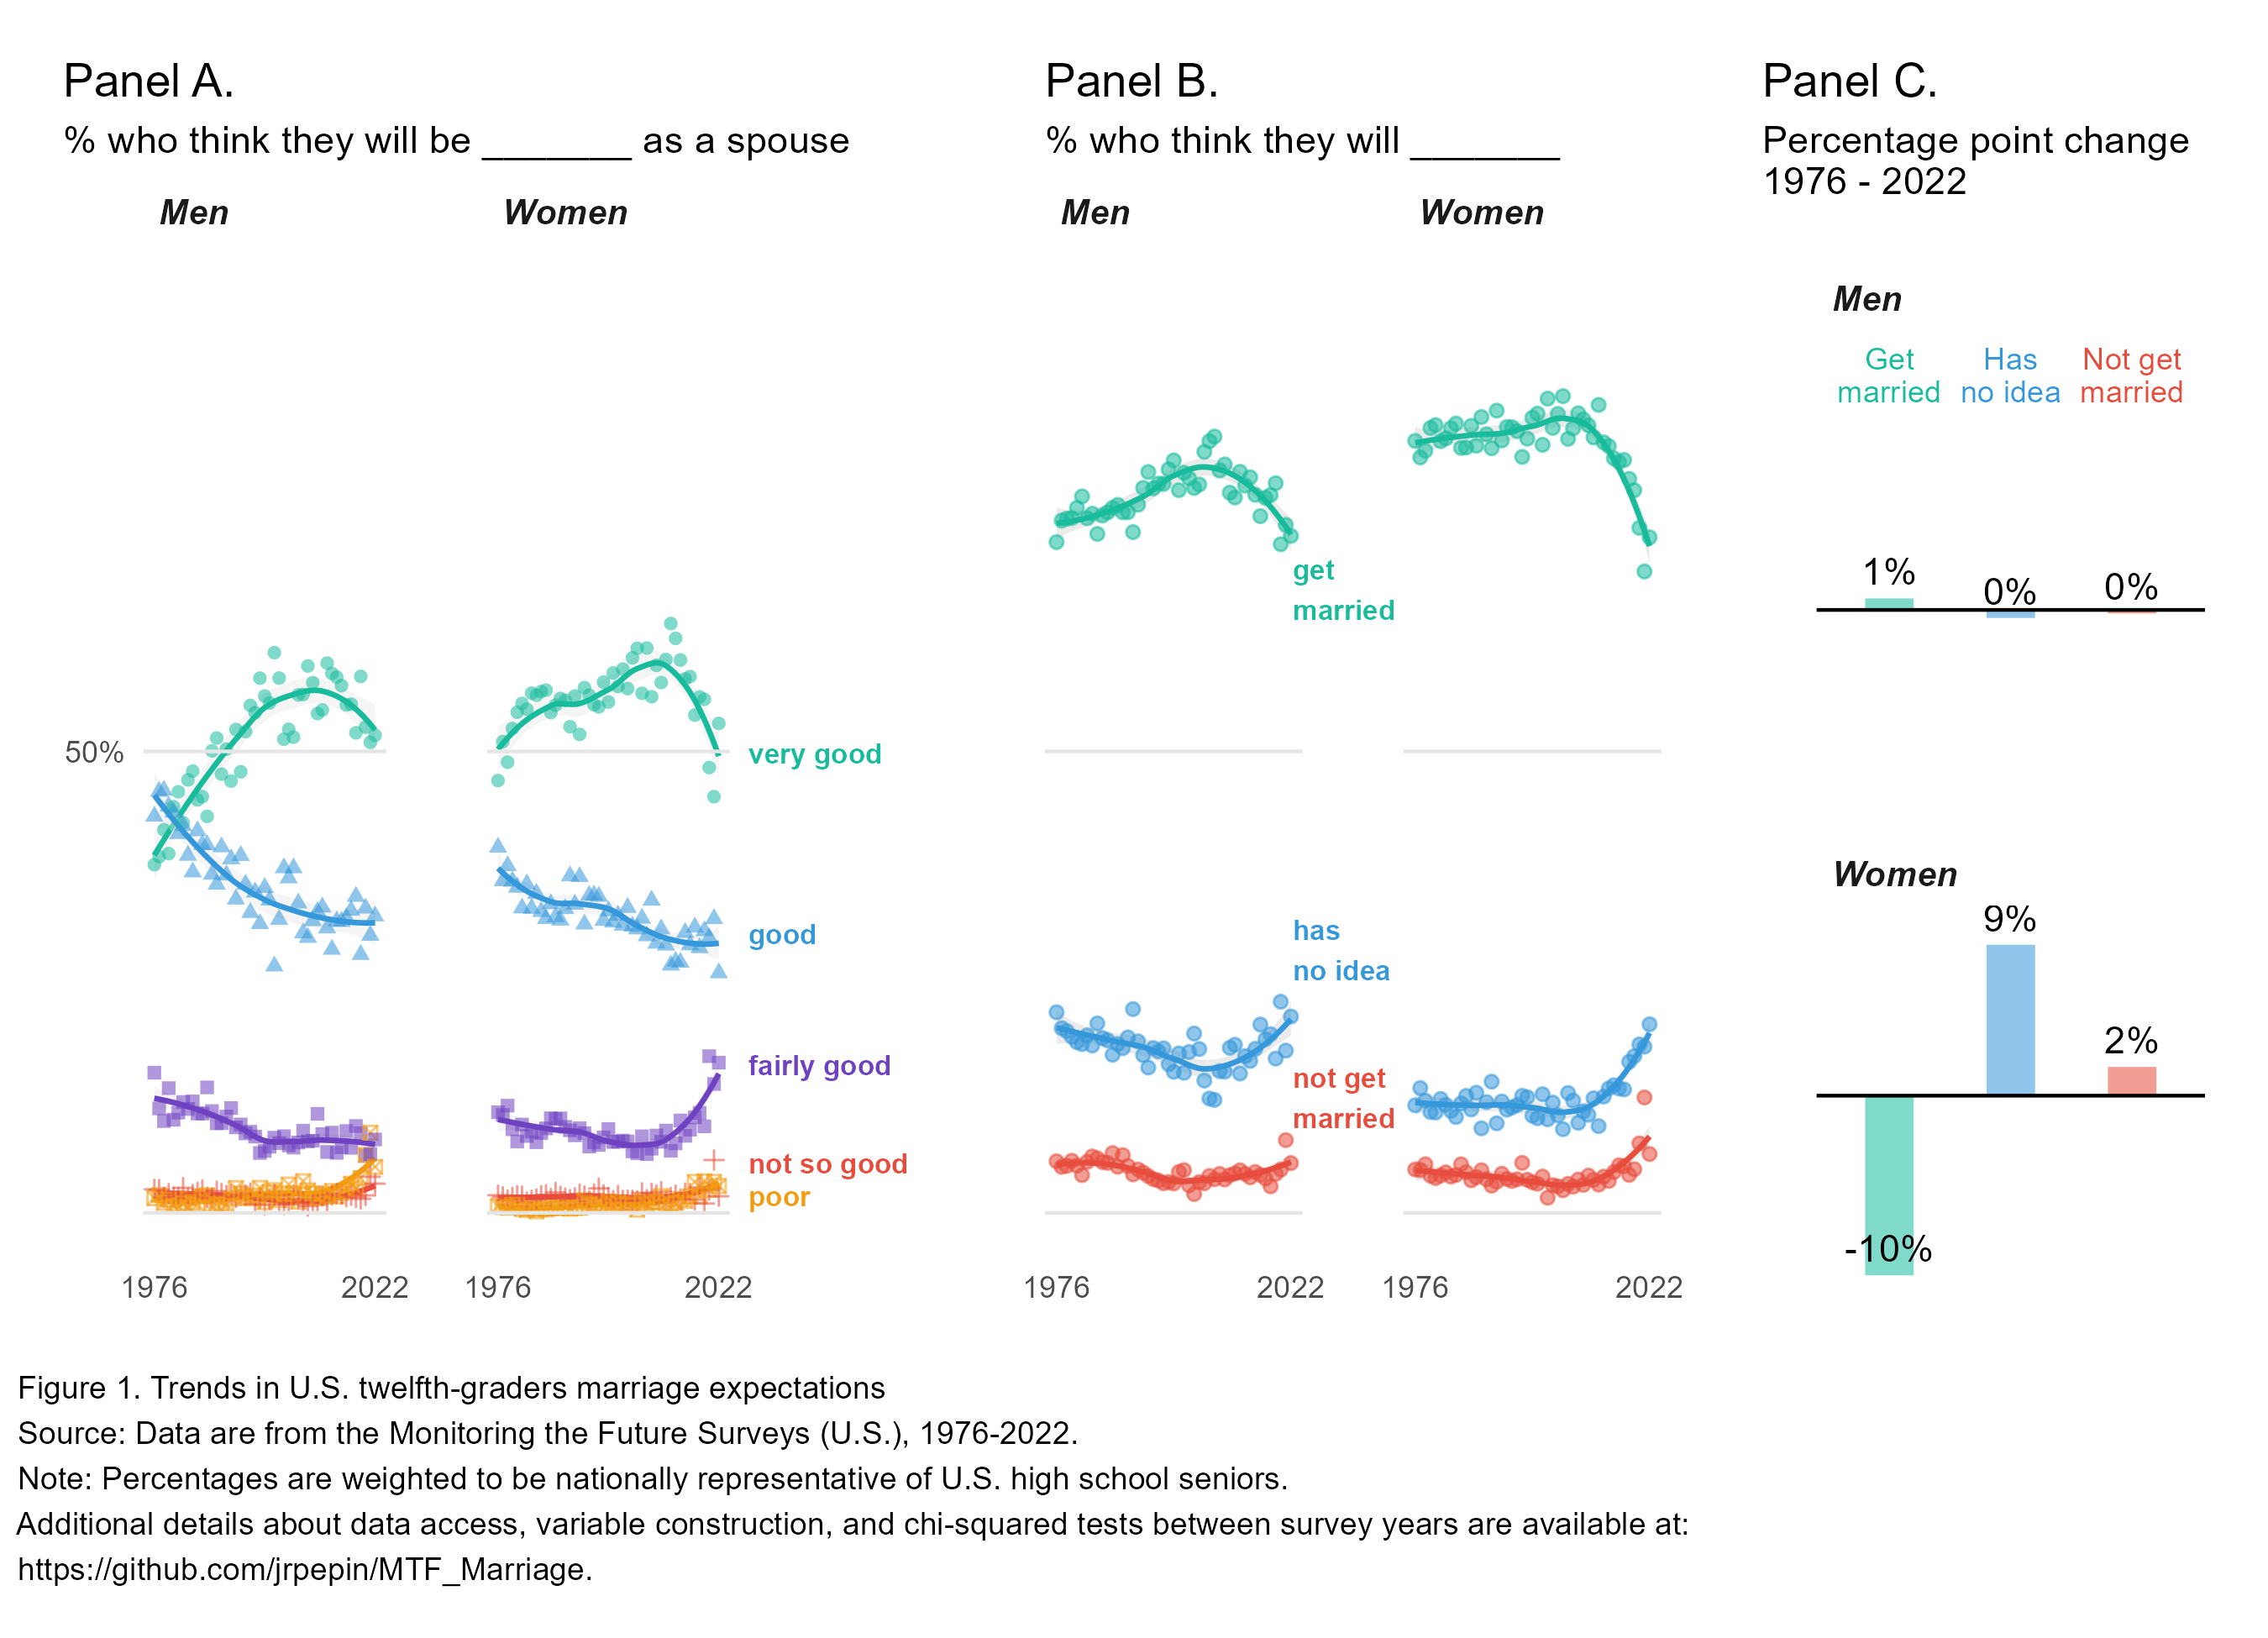 Panel A.
% who think they will be _______ as a spouse
Men
Women
50%
very good
good
fairly good
not so good
poor
1976
2022
1976
2022
Panel B.
% who think they will _______
Men
Women
get
married
has
no idea
not get
married
1976
2022
1976
2022
Panel C.
Percentage point change
1976 - 2022
Men
Get
married
Has
no idea
Not get
married
1%
0%
0%
Women
9%
2%
-10%
Figure 1. Trends in U.S. twelfth-graders marriage expectations
Source: Data are from the Monitoring the Future Surveys (U.S.), 1976-2022.
Note: Percentages are weighted to be nationally representative of U.S. high school seniors.
Additional details about data access, variable construction, and chi-squared tests between survey years are available at:
https://github.com/jrpepin/MTF_Marriage.